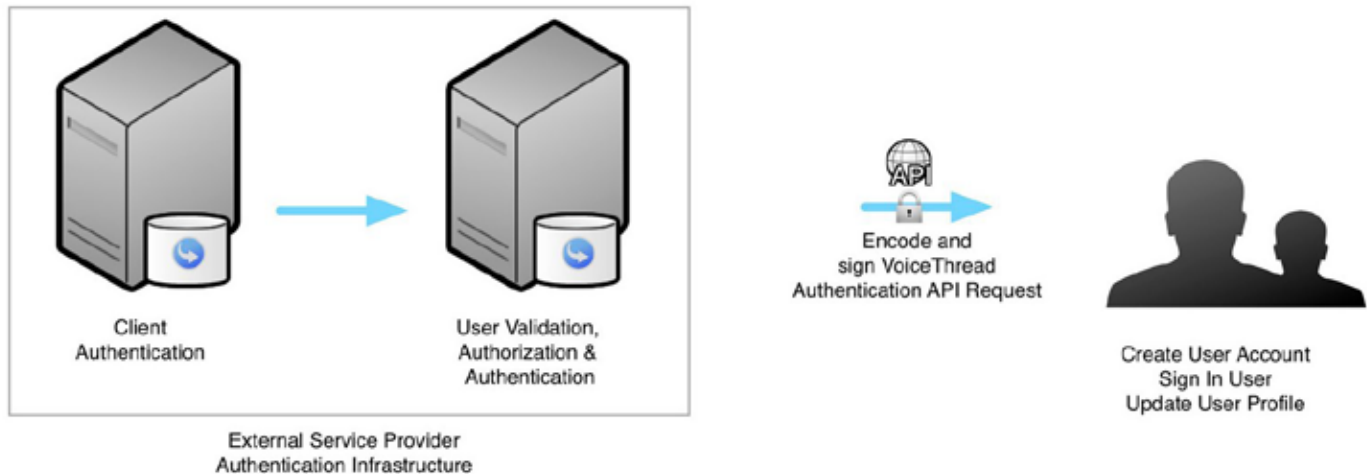 Client
Authentication
User Validation,
Authorization &
Authentication
External Service Provider
Authentication Infrastructure
API
Encode and
sign VoiceThread
Authentication API Request
Create User Account
Sign In User
Update User Profile